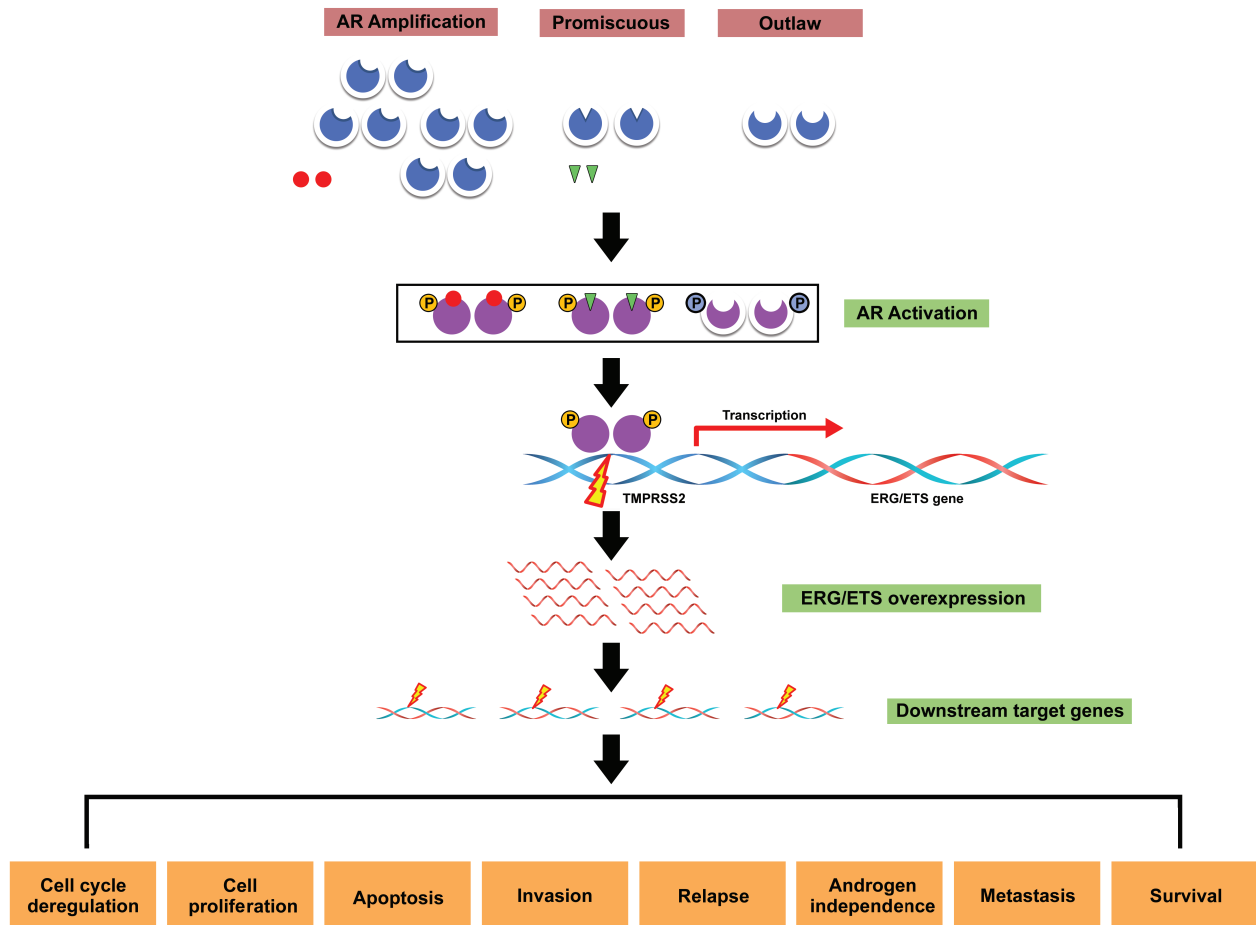 AR Amplification
Promiscuous
Outlaw
P
P
P
P
P
P
AR Activation
P
P
Transcription
TMPRSS2
ERG/ETS gene
ERG/ETS overexpression
Downstream target genes
Cell cycle
deregulation
Cell
proliferation
Apoptosis
Invasion
Relapse
Androgen
independence
Metastasis
Survival